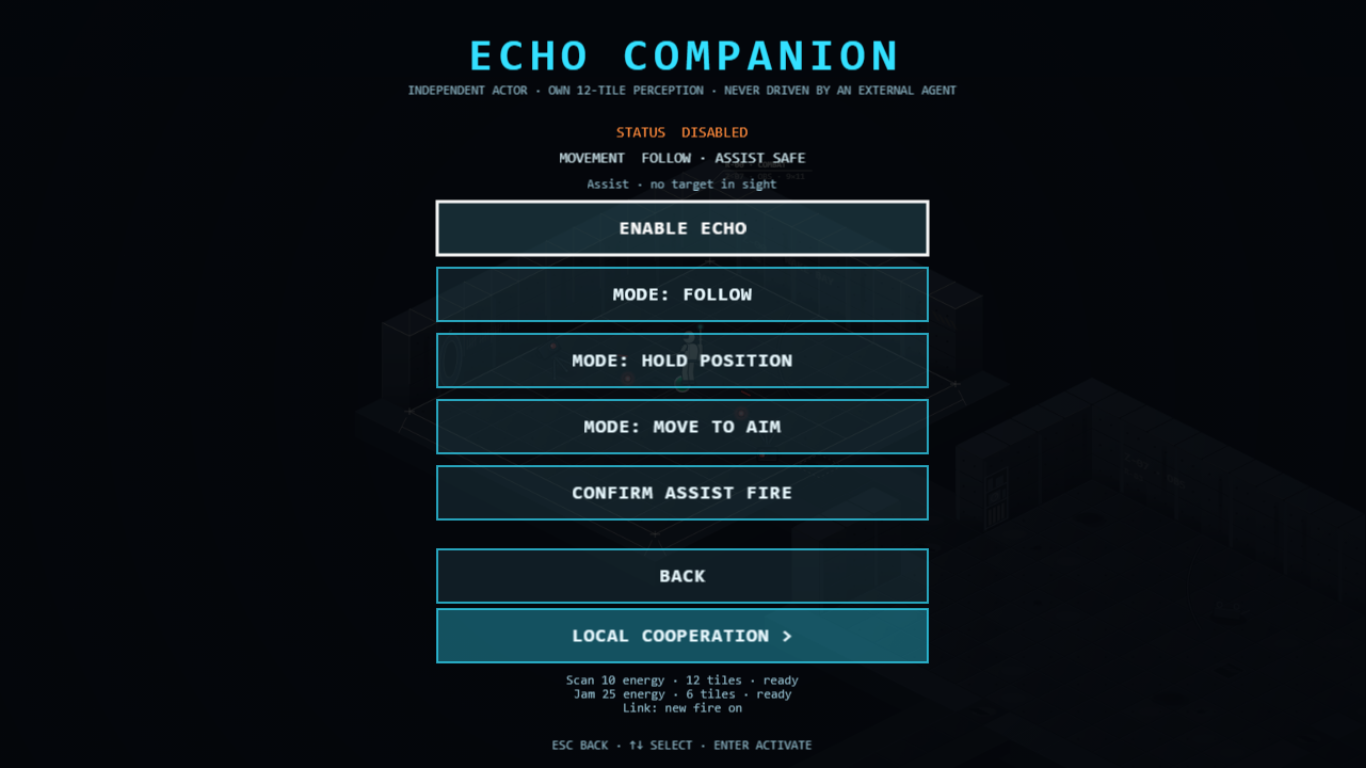 ECHO COMPANION
INDEPENDENT ACTOR · OWN 12-TILE PERCEPTION · NEVER DRIVEN BY AN EXTERNAL AGENT
STATUS  DISABLED
MOVEMENT  FOLLOW · ASSIST SAFE
Assist · no target in sight
ENABLE ECHO
MODE: FOLLOW
MODE: HOLD POSITION
MODE: MOVE TO AIM
CONFIRM ASSIST FIRE
BACK
LOCAL COOPERATION >
Scan 10 energy · 12 tiles · ready
Jam 25 energy · 6 tiles · ready
Link: new fire on
ESC BACK · ↑↓ SELECT · ENTER ACTIVATE